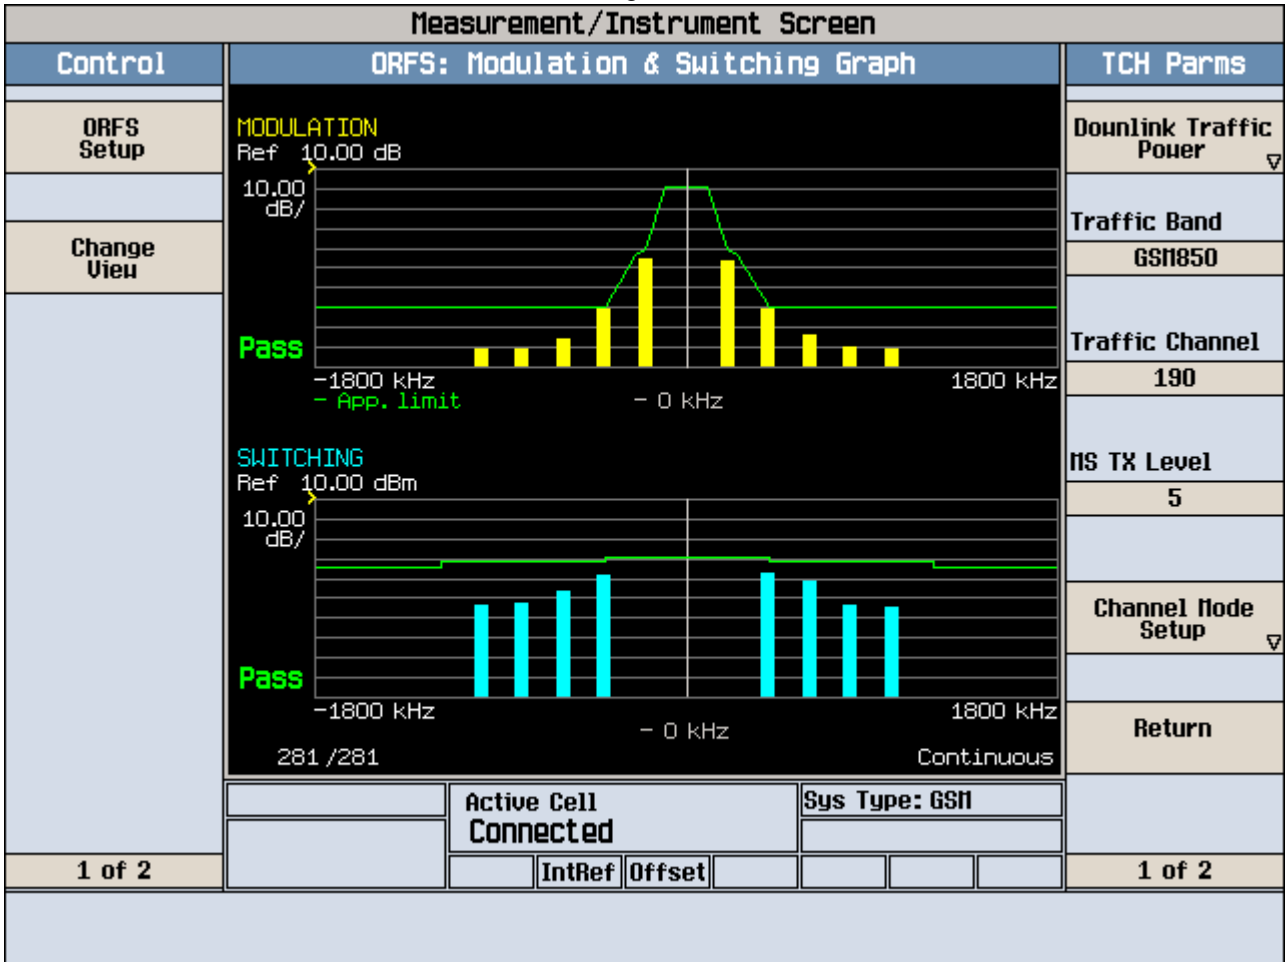 Measurement/Instrument Screen
Control
ORFS: Modulation & Switching Graph
TCH Parms
ORFS
Setup
Change
View
1 of 2
MODULATION
Ref 10.00 dB
10.00
dB/
Pass
-1800 kHz
1800 kHz
- App. limit
- 0 kHz
SWITCHING
Ref 10.00 dBm
10.00
dB/
Pass
-1800 kHz
1800 kHz
- 0 kHz
281 /281
Continuous
Active Cell
Connected
Sys Type: GSM
IntRef
Offset
Downlink Traffic
Power
Traffic Band
GSM850
Traffic Channel
190
MS TX Level
5
Channel Mode
Setup
Return
1 of 2